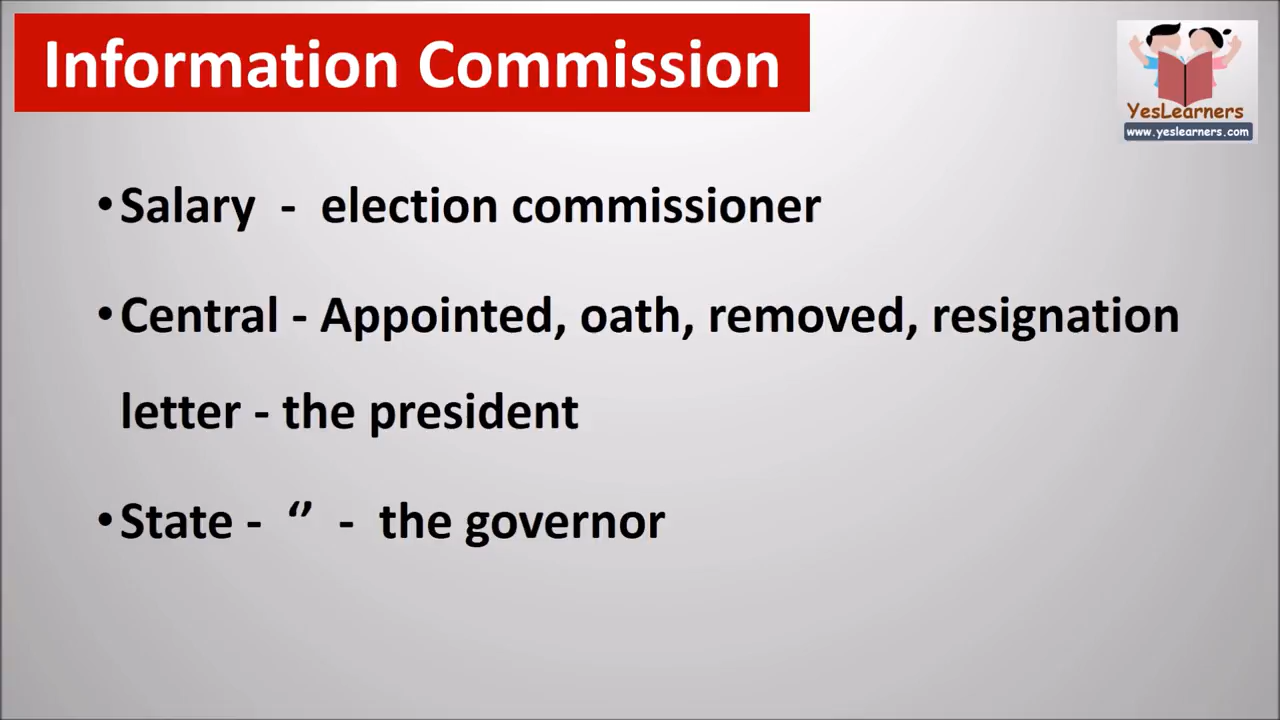 Information Commission
YesLearners
www.yeslearners.com
•Salary - election commissioner
•Central - Appointed, oath, removed, resignation
letter - the president
•State - ‘’ - the governor